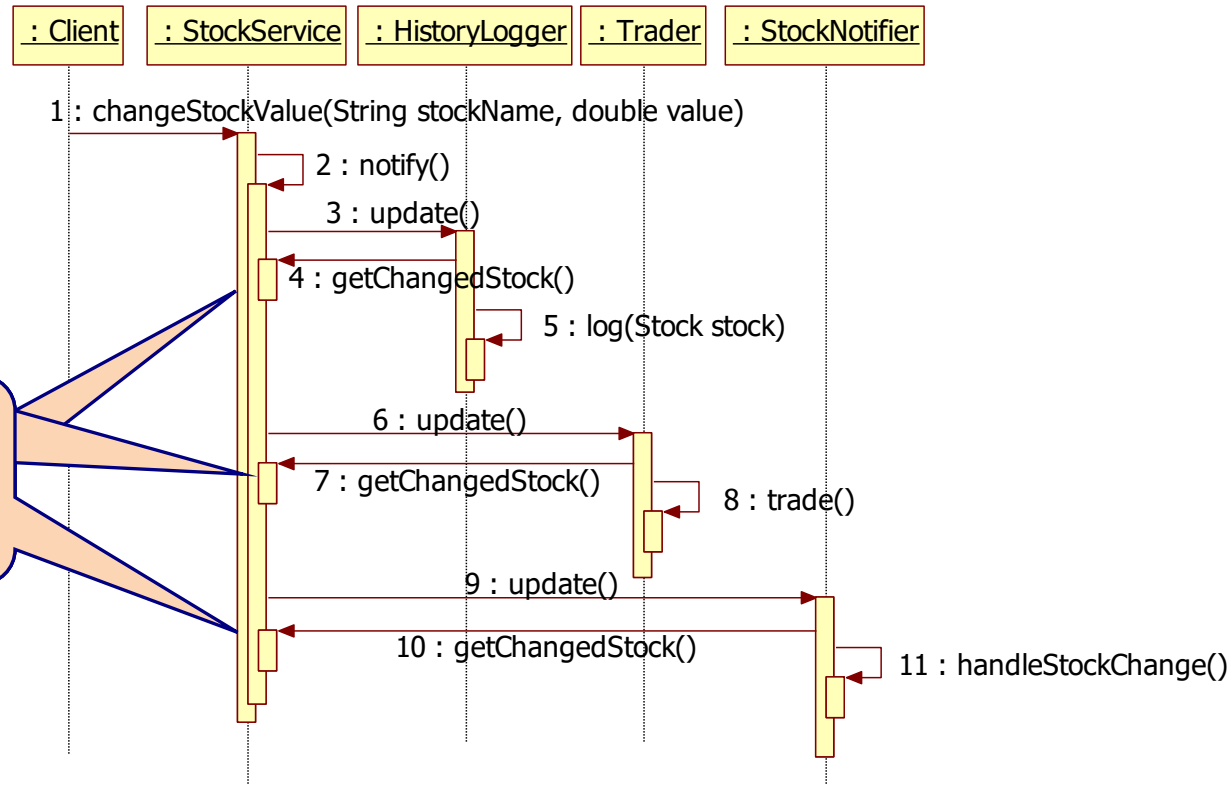 : Client
: StockService
: HistoryLogger
: Trader
: StockNotifier
1 : changeStockValue(String stockName, double value)
2 : notify()
3 : update()
4 : getChangedStock()
5 : log(Stock stock)
6 : update()
7 : getChangedStock()
8 : trade()
9 : update()
10 : getChangedStock()
11 : handleStockChange()